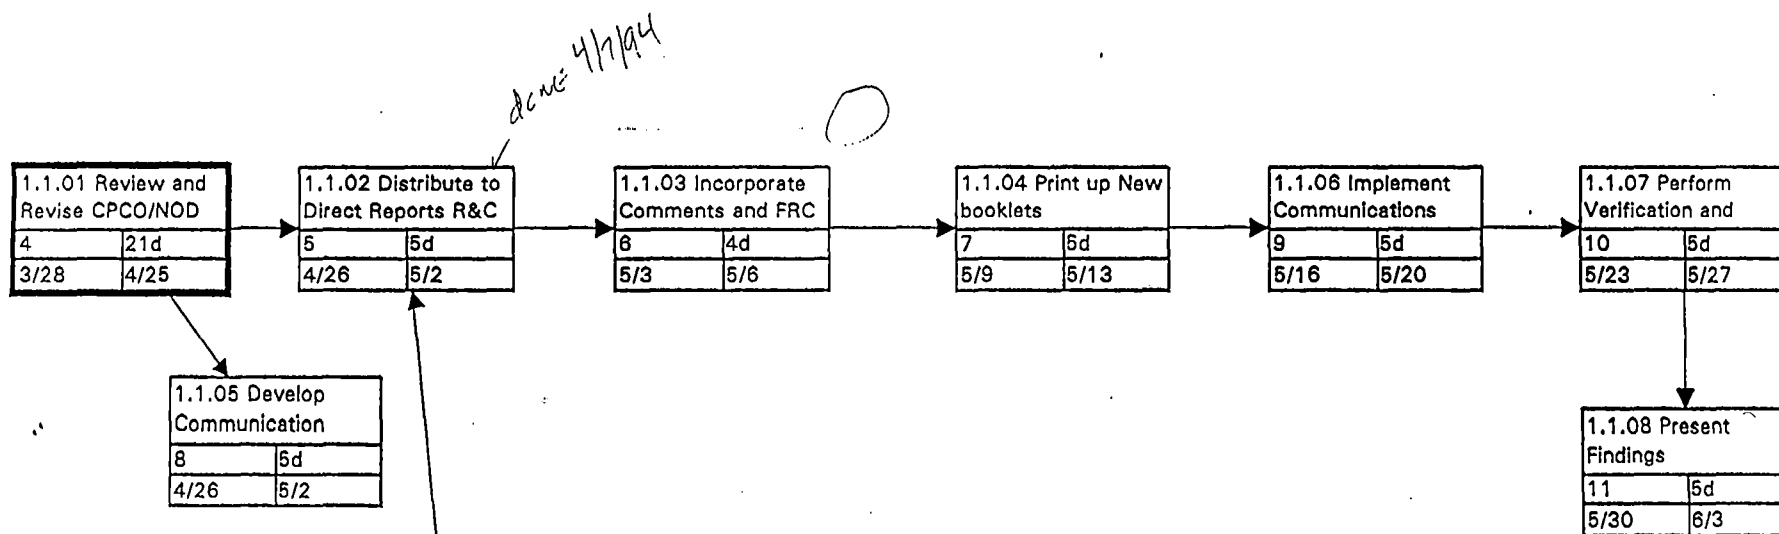 done 4/7/94
1.1.01 Review and
Revise CPCO/NOD
4 21d
3/28 4/25
1.1.02 Distribute to
Direct Reports R&C
5 5d
4/26 5/2
1.1.03 Incorporate
Comments and FRC
6 4d
5/3 5/6
1.1.04 Print up New
booklets
7 5d
5/9 5/13
1.1.06 Implement
Communications
9 5d
5/16 5/20
1.1.07 Perform
Verification and
10 5d
5/23 5/27
1.1.05 Develop
Communication
8 5d
4/26 5/2
1.1.08 Present
Findings
11 5d
5/30 6/3